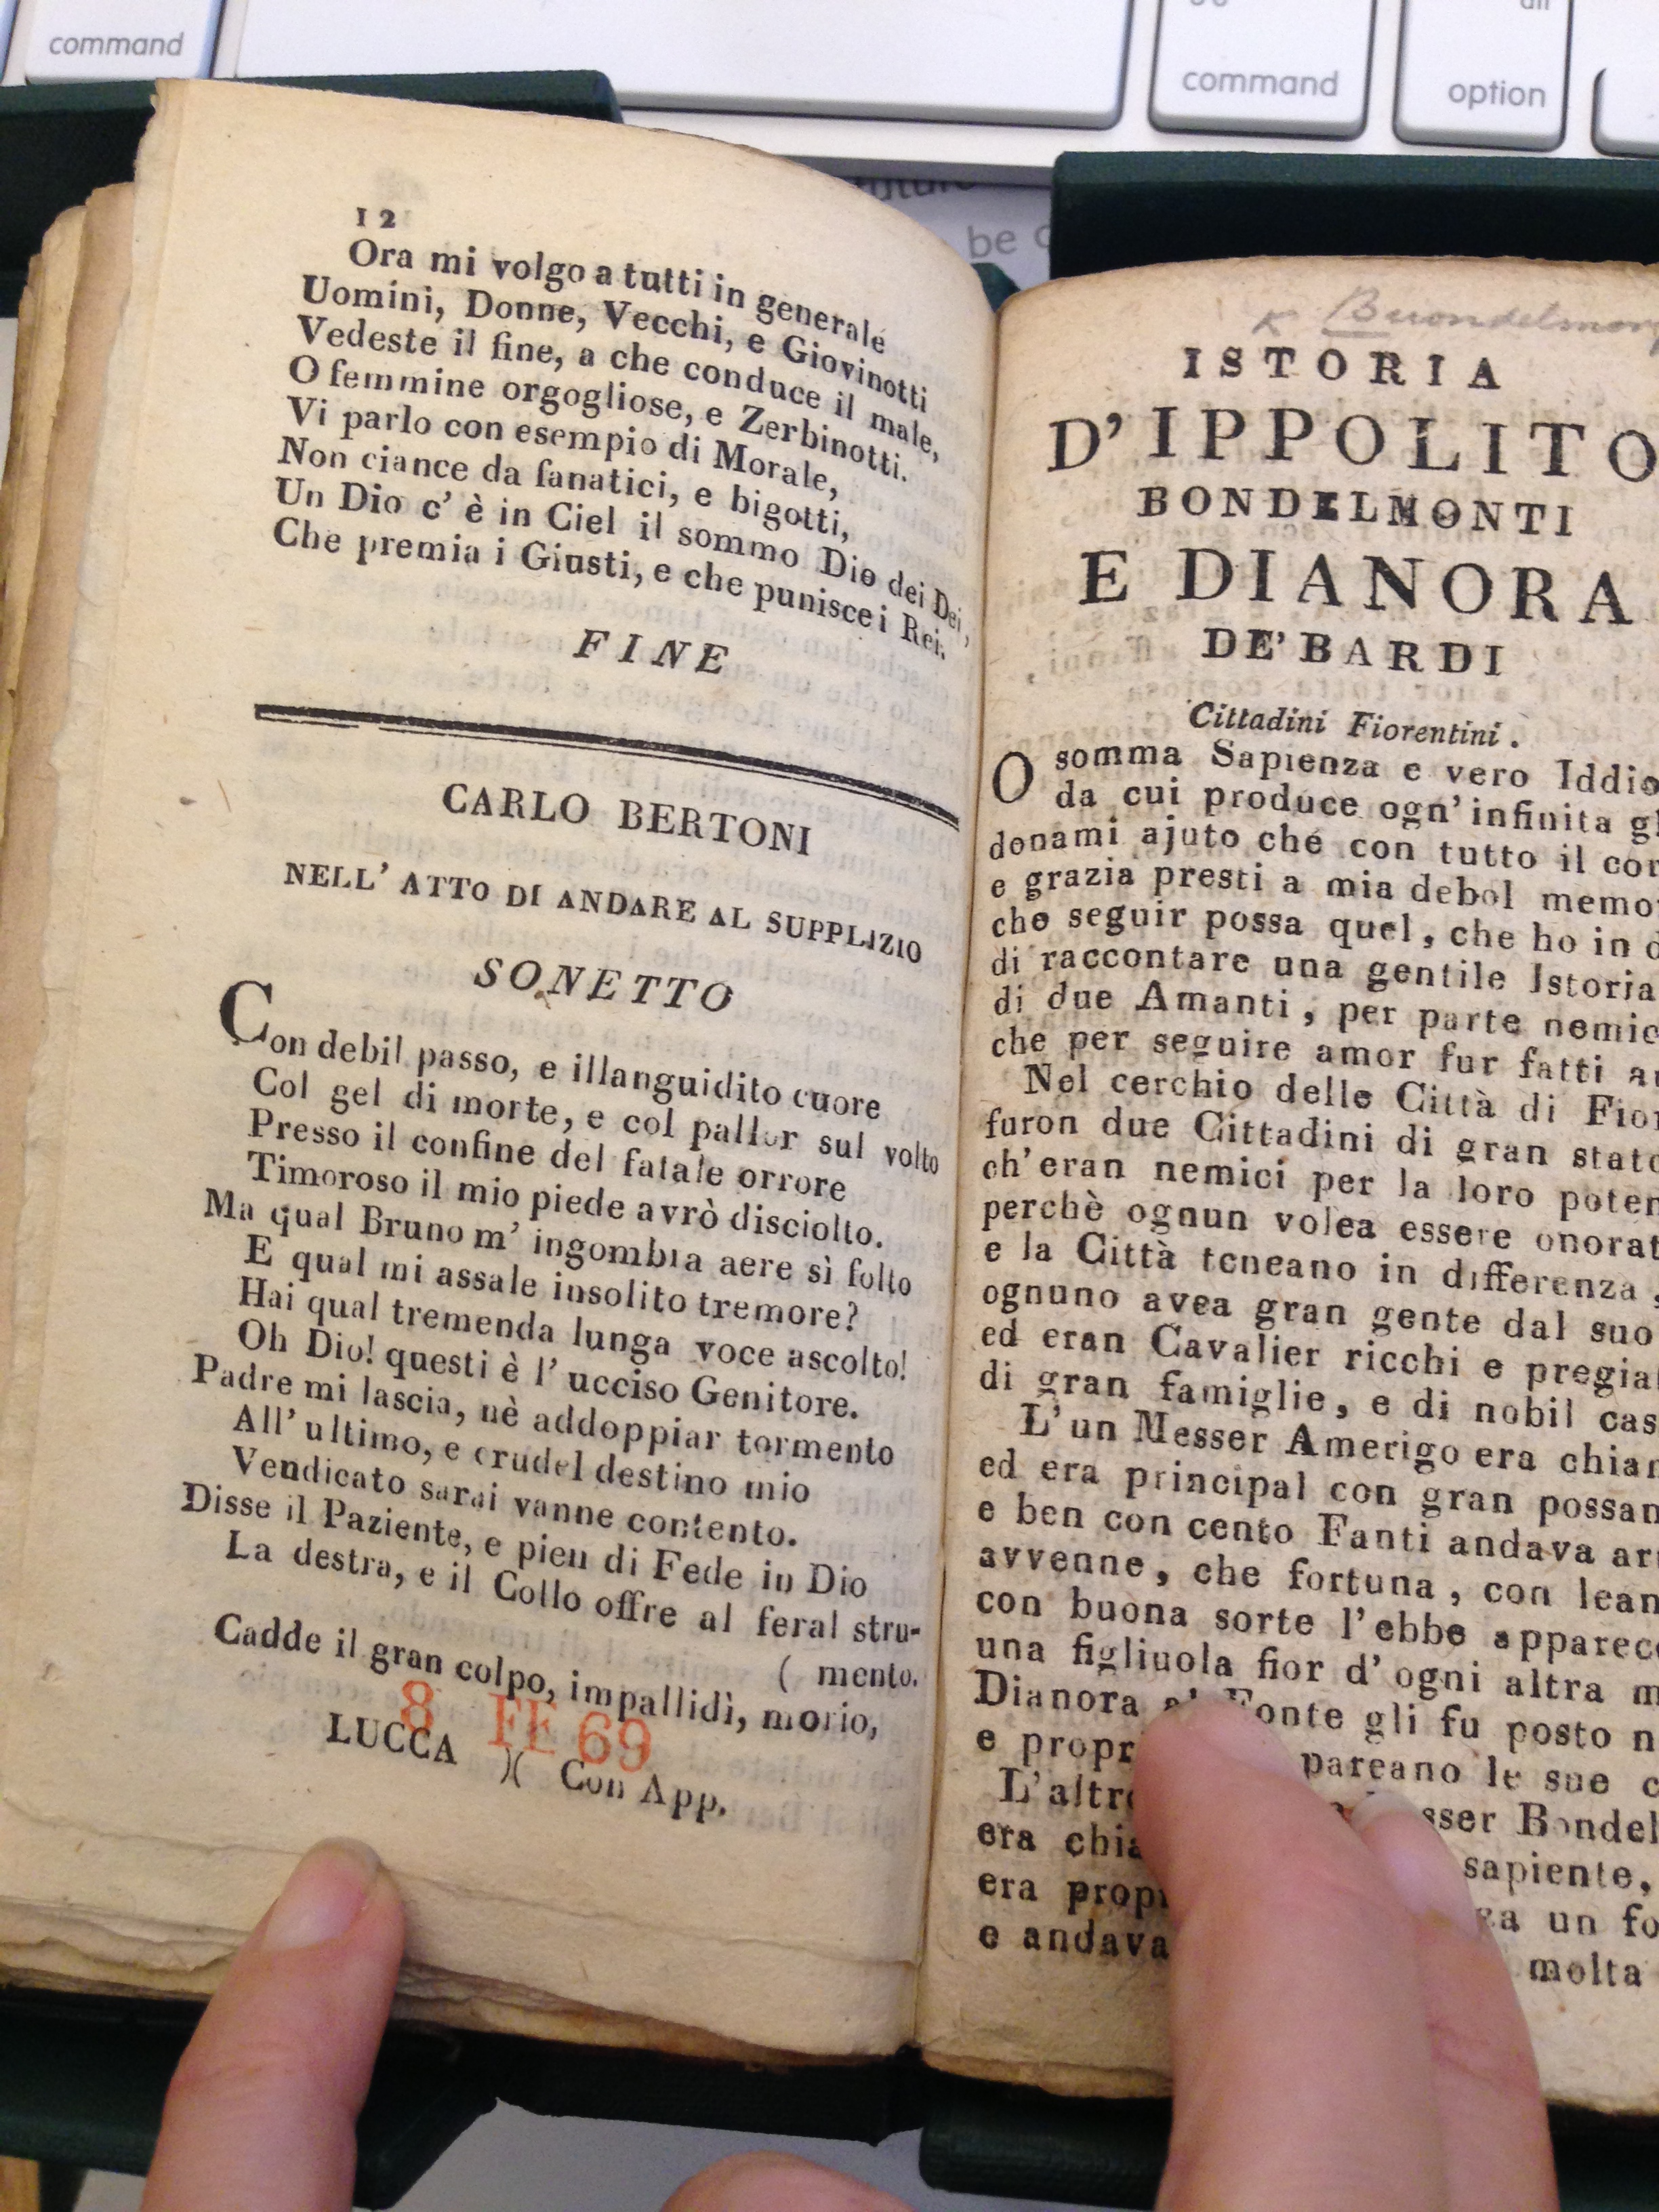 command
command
option
be
12
Ora mi volgo a tutti in generale
Uomini, Donne, Vecchi, e Giovinotti
Vedeste il fine, a che conduce il male,
O femmine orgogliose, e Zerbinotti.
Vi parlo con esempio di Morale,
Non ciance da fanatici, e bigotti,
Un Dio c' è in Ciel il sommo Dio dei Dei,
Che premia i Giusti, e che punisce i Rei.
FINE
CARLO BERTONI
NELL' ATTO DI ANDARE AL SUPPLIZIO
SONETTO
Con debil passo, e illanguidito cuore
Col gel di morte, e col pallor sul volto
Presso il confine del fatale orrore
Timoroso il mio piede avrò disciolto.
Ma qual Bruno m' ingombra aere sì folto
E qual mi assale insolito tremore?
Hai qual tremenda lunga voce ascolto!
Oh Dio! questi è l' ucciso Genitore.
Padre mi lascia, nè addoppiar tormento
All' ultimo, e crudel destino mio
Vendicato sarai vanne contento.
Disse il Paziente, e pien di Fede in Dio
La destra, e il Collo offre al feral stru-
( mento.
Cadde il gran colpo, impallidì, morio,
8 FE 69
LUCCA )( Con App.
ISTORIA
D'IPPOLITO
BONDELMONTI
E DIANORA
DE' BARDI
Cittadini Fiorentini.
O somma Sapienza e vero Iddio
da cui produce ogn' infinita
donami ajuto che con tutto il
e grazia presti a mia debol
che seguir possa quel, che ho in
di raccontare una gentile Istoria
di due Amanti, per parte
che per seguire amor fur fatti
Nel cerchio delle Città di
furon due Cittadini di gran
ch'eran nemici per la loro
perchè ognun volea essere
e la Città teneano in differenza,
ognuno avea gran gente dal suo
ed eran Cavalier ricchi e
di gran famiglie, e di nobil
L'un Messer Amerigo era
ed era principal con gran
e ben con cento Fanti andava
avvenne, che fortuna, con
con buona sorte l'ebbe
una figliuola fior d' ogni altra
Dianora al Fonte gli fu posto
e pareano le sue
L'altro
era
era sapiente,
e andava un
molta